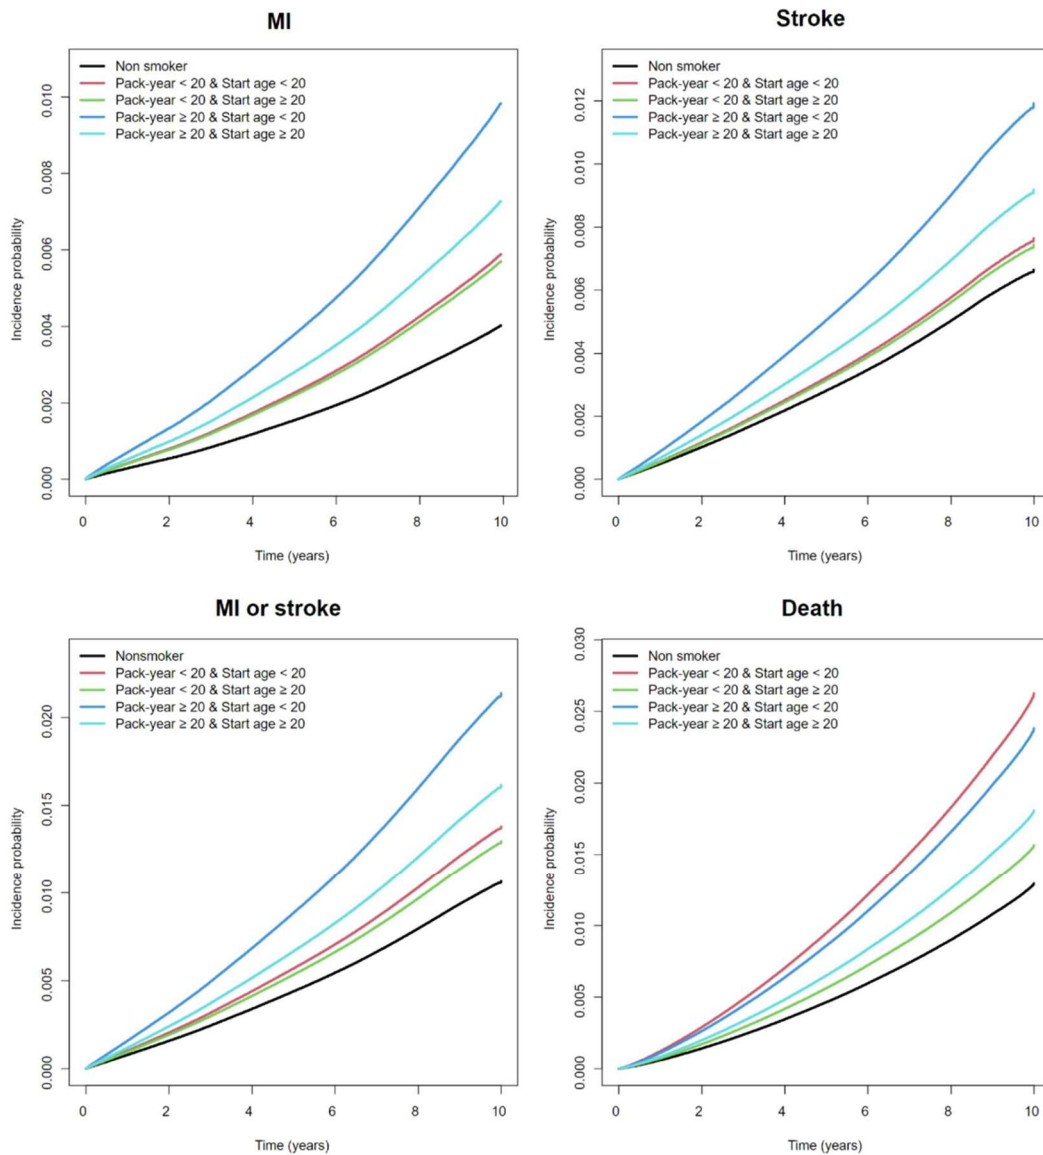 MI
Non smoker
Pack-year < 20 & Start age < 20
Pack-year < 20 & Start age ≥ 20
Pack-year ≥ 20 & Start age < 20
Pack-year ≥ 20 & Start age ≥ 20
Incidence probability
0.010
0.008
0.006
0.004
0.002
0.000
0 2 4 6 8 10
Time (years)
Stroke
Non smoker
Pack-year < 20 & Start age < 20
Pack-year < 20 & Start age ≥ 20
Pack-year ≥ 20 & Start age < 20
Pack-year ≥ 20 & Start age ≥ 20
Incidence probability
0.012
0.010
0.008
0.006
0.004
0.002
0.000
0 2 4 6 8 10
Time (years)
MI or stroke
Nonsmoker
Pack-year < 20 & Start age < 20
Pack-year < 20 & Start age ≥ 20
Pack-year ≥ 20 & Start age < 20
Pack-year ≥ 20 & Start age ≥ 20
Incidence probability
0.020
0.015
0.010
0.005
0.000
0 2 4 6 8 10
Time (years)
Death
Non smoker
Pack-year < 20 & Start age < 20
Pack-year < 20 & Start age ≥ 20
Pack-year ≥ 20 & Start age < 20
Pack-year ≥ 20 & Start age ≥ 20
Incidence probability
0.030
0.025
0.020
0.015
0.010
0.005
0.000
0 2 4 6 8 10
Time (years)